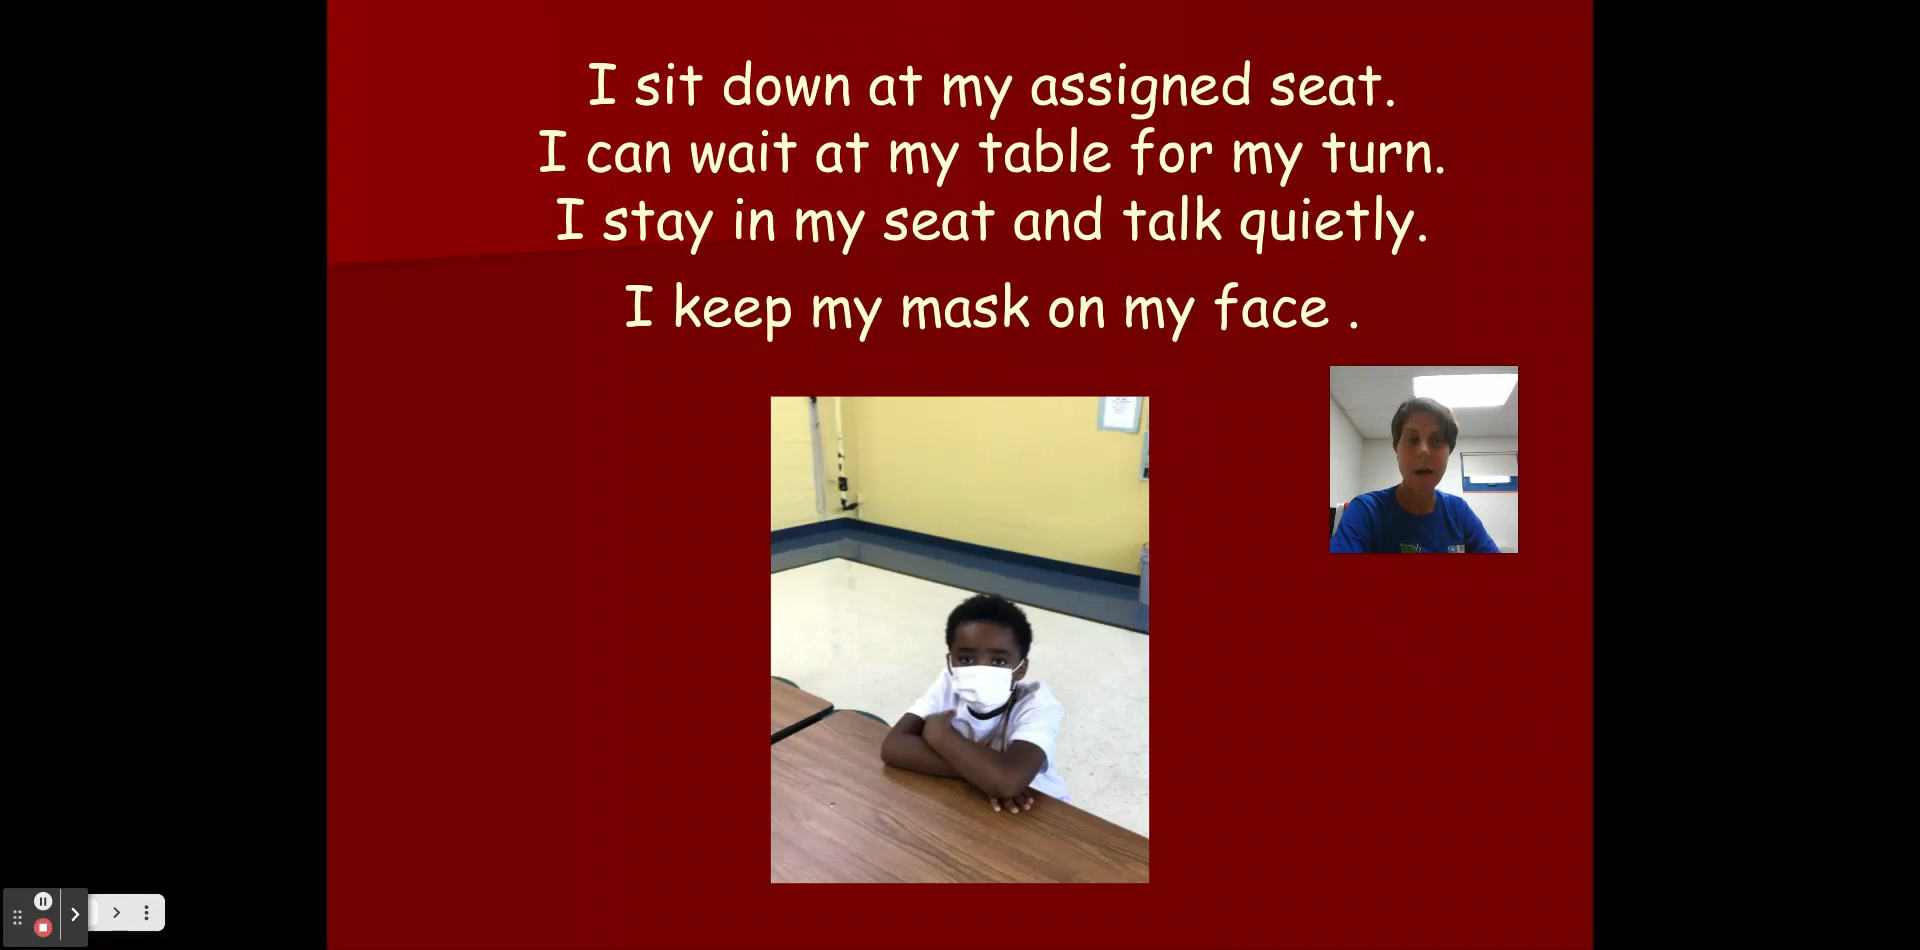 I sit down at my assigned seat.
I can wait at my table for my turn.
I stay in my seat and talk quietly.
I keep my mask on my face .